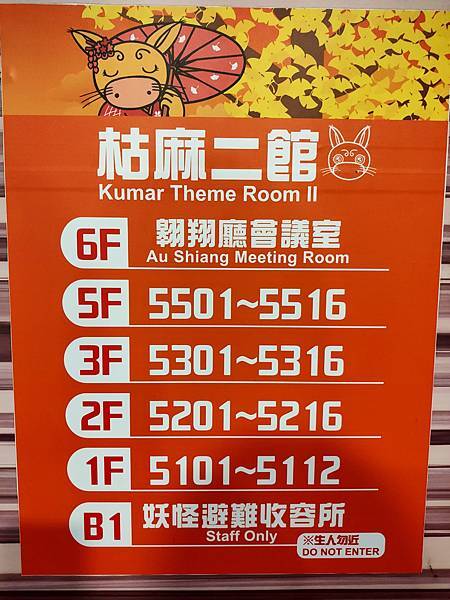 枯麻二館
Kumar Theme Room II
6F 翱翔廳會議室
Au Shiang Meeting Room
5F 5501~5516
3F 5301~5316
2F 5201~5216
1F 5101~5112
B1 妖怪避難收容所
Staff Only
※生人勿近
DO NOT ENTER